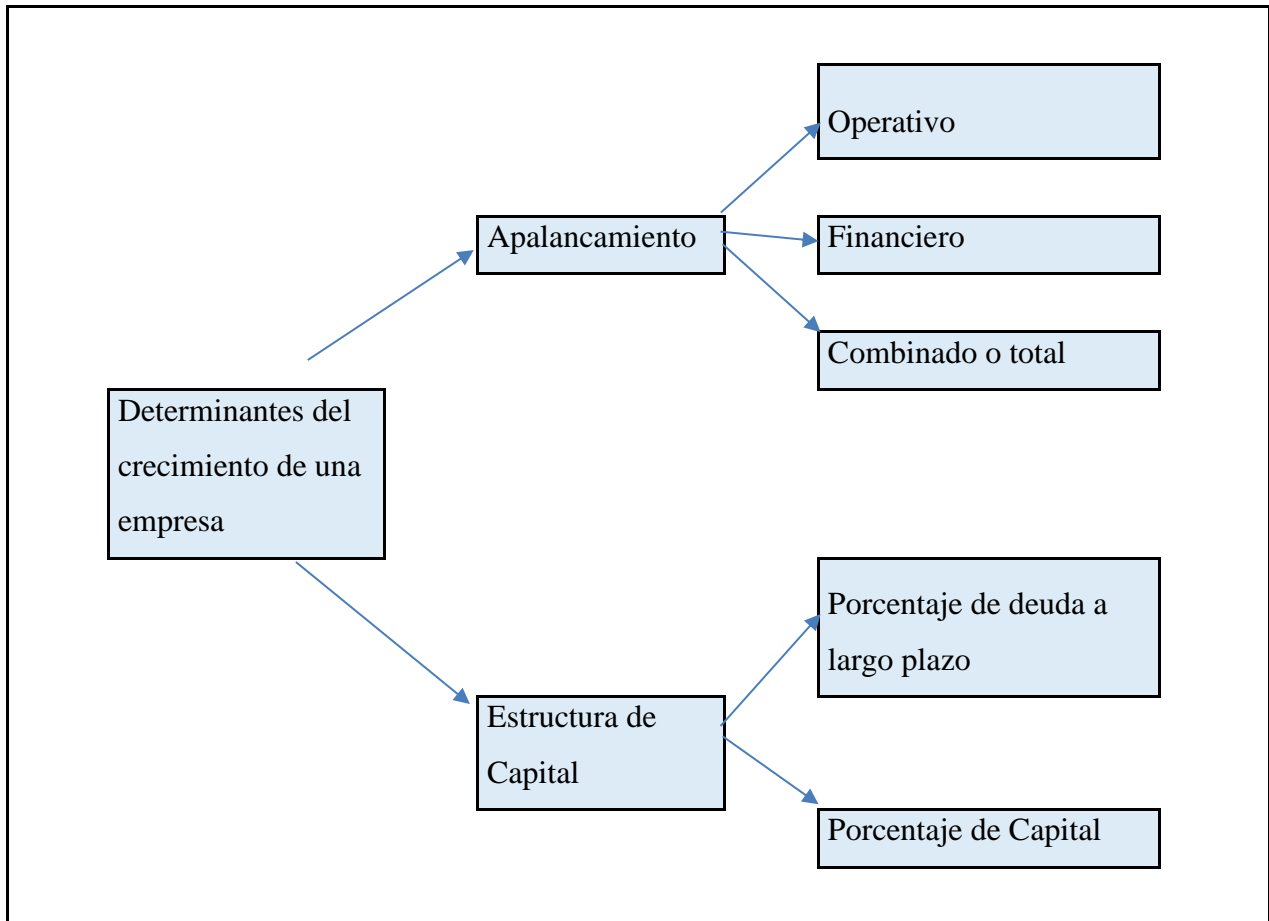 Operativo
Apalancamiento
Financiero
Combinado o total
Determinantes del
crecimiento de una
empresa
Porcentaje de deuda a
largo plazo
Estructura de
Capital
Porcentaje de Capital